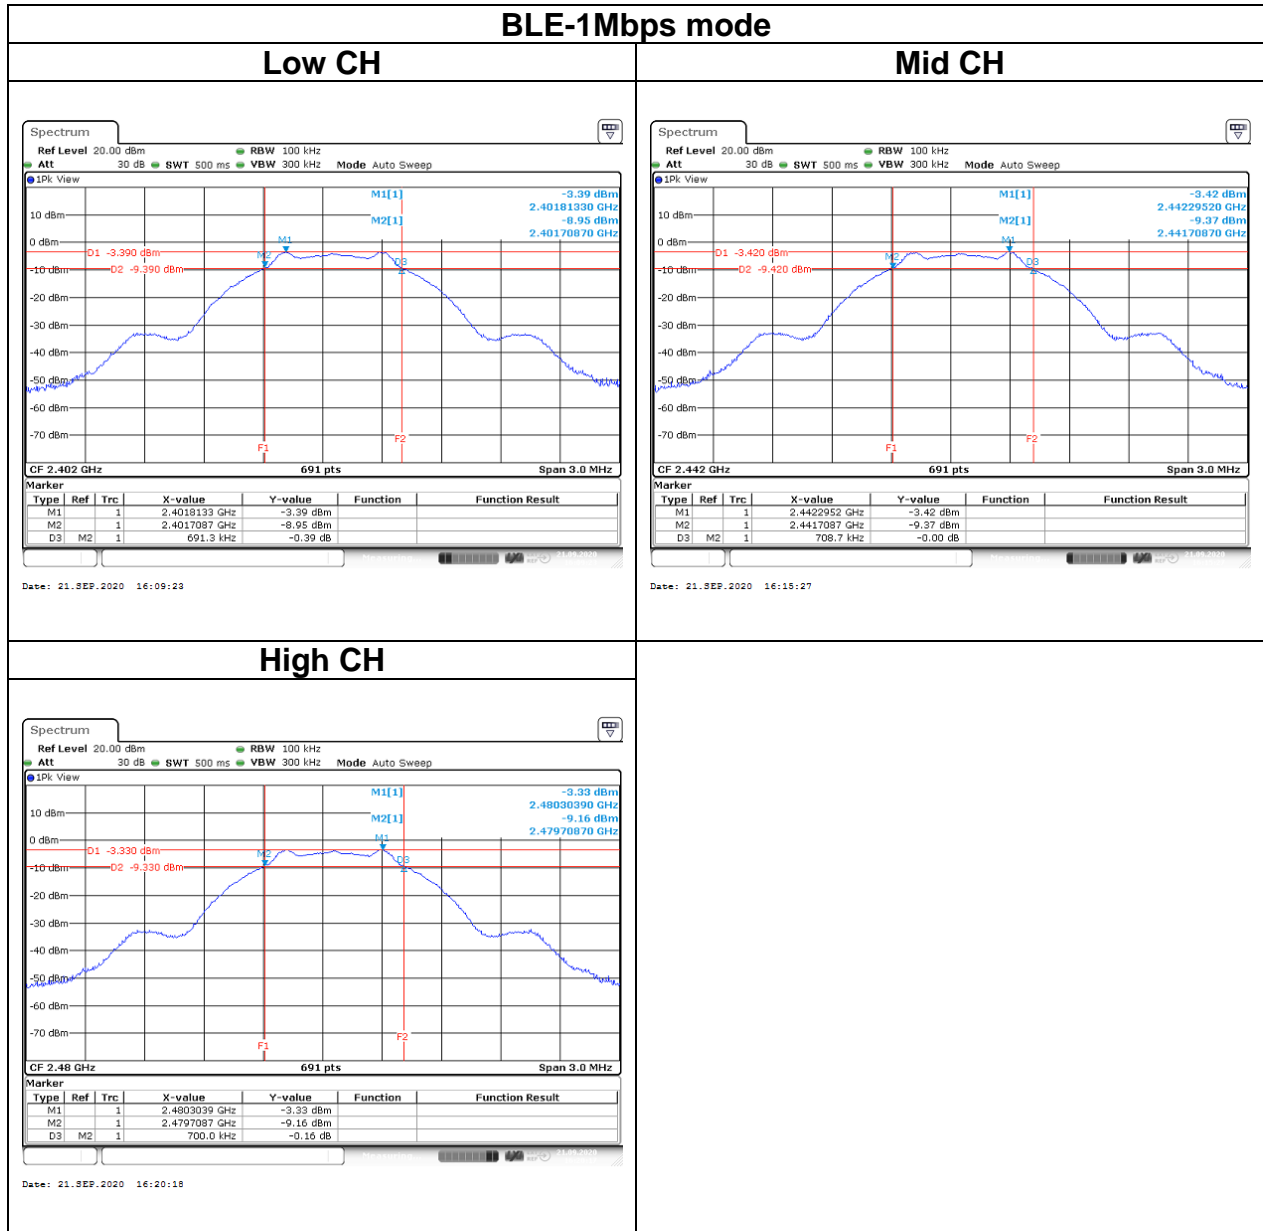 BLE-1Mbps mode
Low CH
Mid CH
Spectrum
Ref Level 20.00 dBm RBW 100 kHz
Att 30 dB SWT 500 ms VBW 300 kHz Mode Auto Sweep
1Pk View
M1[1] -3.39 dBm
2.40181330 GHz
M2[1] -8.95 dBm
2.40170870 GHz
10 dBm
0 dBm
M1
D1 -3.390 dBm
M2
D3
-10 dBm
D2 -9.390 dBm
-20 dBm
-30 dBm
-40 dBm
-50 dBm
-60 dBm
-70 dBm
F1
F2
CF 2.402 GHz 691 pts Span 3.0 MHz
Marker
Type Ref Trc X-value Y-value Function Function Result
M1 1 2.4018133 GHz -3.39 dBm
M2 1 2.4017087 GHz -8.95 dBm
D3 M2 1 691.3 kHz -0.39 dB
Date: 21.SEP.2020 16:09:23
Spectrum
Ref Level 20.00 dBm RBW 100 kHz
Att 30 dB SWT 500 ms VBW 300 kHz Mode Auto Sweep
1Pk View
M1[1] -3.42 dBm
2.44229520 GHz
M2[1] -9.37 dBm
2.44170870 GHz
10 dBm
0 dBm
M1
D1 -3.420 dBm
M2
D3
-10 dBm
D2 -9.420 dBm
-20 dBm
-30 dBm
-40 dBm
-50 dBm
-60 dBm
-70 dBm
F1
F2
CF 2.442 GHz 691 pts Span 3.0 MHz
Marker
Type Ref Trc X-value Y-value Function Function Result
M1 1 2.4422952 GHz -3.42 dBm
M2 1 2.4417087 GHz -9.37 dBm
D3 M2 1 708.7 kHz -0.00 dB
Date: 21.SEP.2020 16:15:27
High CH
Spectrum
Ref Level 20.00 dBm RBW 100 kHz
Att 30 dB SWT 500 ms VBW 300 kHz Mode Auto Sweep
1Pk View
M1[1] -3.33 dBm
2.48030390 GHz
M2[1] -9.16 dBm
2.47970870 GHz
10 dBm
0 dBm
M1
D1 -3.330 dBm
M2
D3
-10 dBm
D2 -9.330 dBm
-20 dBm
-30 dBm
-40 dBm
-50 dBm
-60 dBm
-70 dBm
F1
F2
CF 2.48 GHz 691 pts Span 3.0 MHz
Marker
Type Ref Trc X-value Y-value Function Function Result
M1 1 2.4803039 GHz -3.33 dBm
M2 1 2.4797087 GHz -9.16 dBm
D3 M2 1 700.0 kHz -0.16 dB
Date: 21.SEP.2020 16:20:18